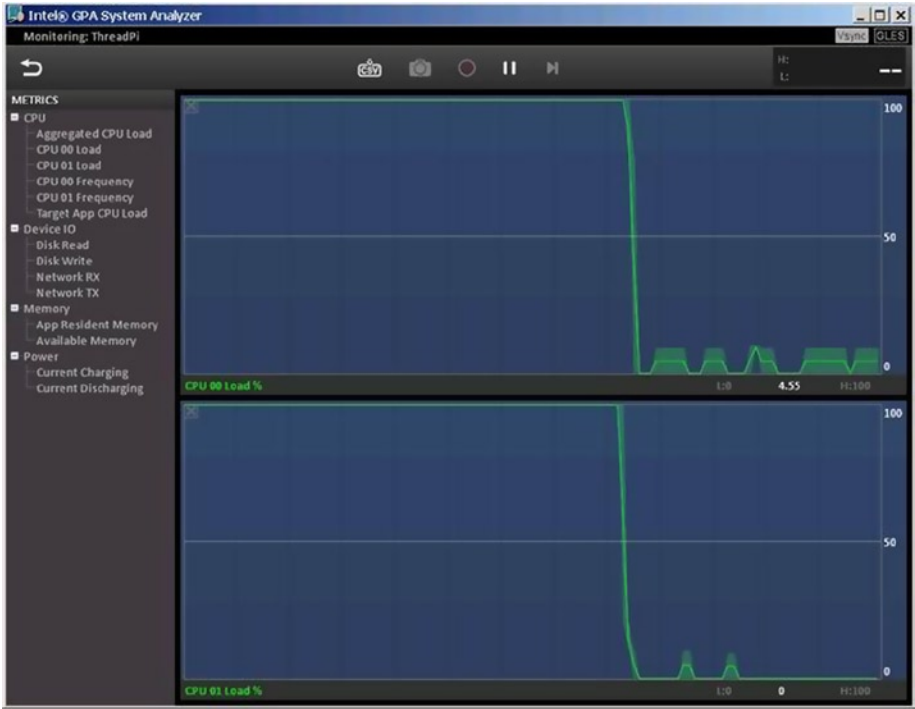 Intel® GPA System Analyzer
Monitoring: ThreadPi
Vsync GLES
CSV
H:
L:
--
METRICS
CPU
Aggregated CPU Load
CPU 00 Load
CPU 01 Load
CPU 00 Frequency
CPU 01 Frequency
Target App CPU Load
Device IO
Disk Read
Disk Write
Network RX
Network TX
Memory
App Resident Memory
Available Memory
Power
Current Charging
Current Discharging
100
50
0
CPU 00 Load % L:0 4.55 H:100
100
50
0
CPU 01 Load % L:0 0 H:100